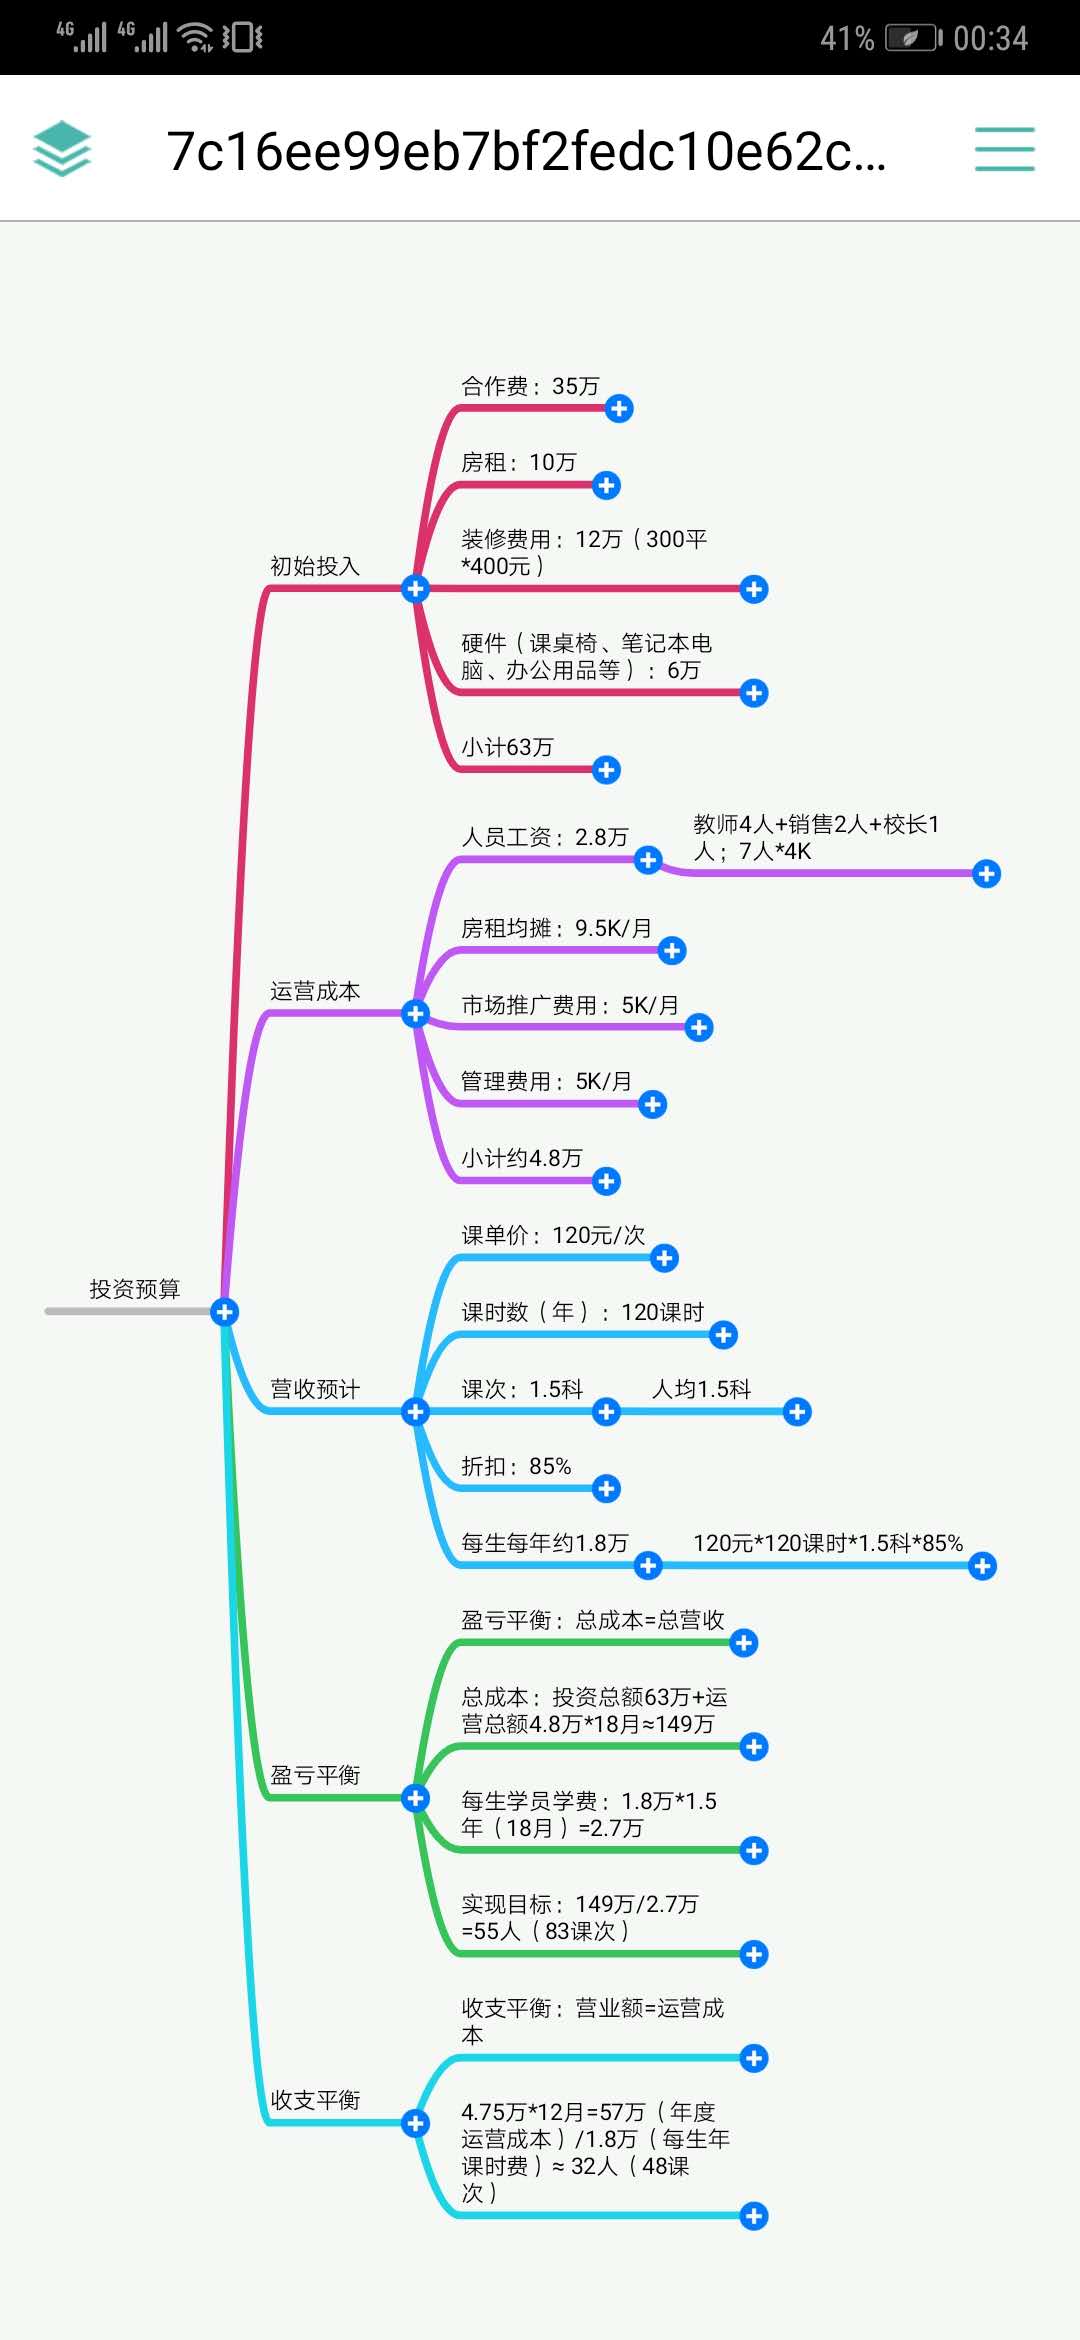 4G 4G 41% 00:34
7c16ee99eb7bf2fedc10e62c...
合作费：35万
房租：10万
装修费用：12万（300平
*400元）
初始投入
硬件（课桌椅、笔记本电
脑、办公用品等）：6万
小计63万
人员工资：2.8万
教师4人+销售2人+校长1
人；7人*4K
房租均摊：9.5K/月
运营成本
市场推广费用：5K/月
管理费用：5K/月
小计约4.8万
课单价：120元/次
投资预算
课时数（年）：120课时
营收预计
课次：1.5科
人均1.5科
折扣：85%
每生每年约1.8万
120元*120课时*1.5科*85%
盈亏平衡：总成本=总营收
总成本：投资总额63万+运
营总额4.8万*18月≈149万
盈亏平衡
每生学员学费：1.8万*1.5
年（18月）=2.7万
实现目标：149万/2.7万
=55人（83课次）
收支平衡：营业额=运营成
本
收支平衡
4.75万*12月=57万（年度
运营成本）/1.8万（每生年
课时费）≈ 32人（48课
次）